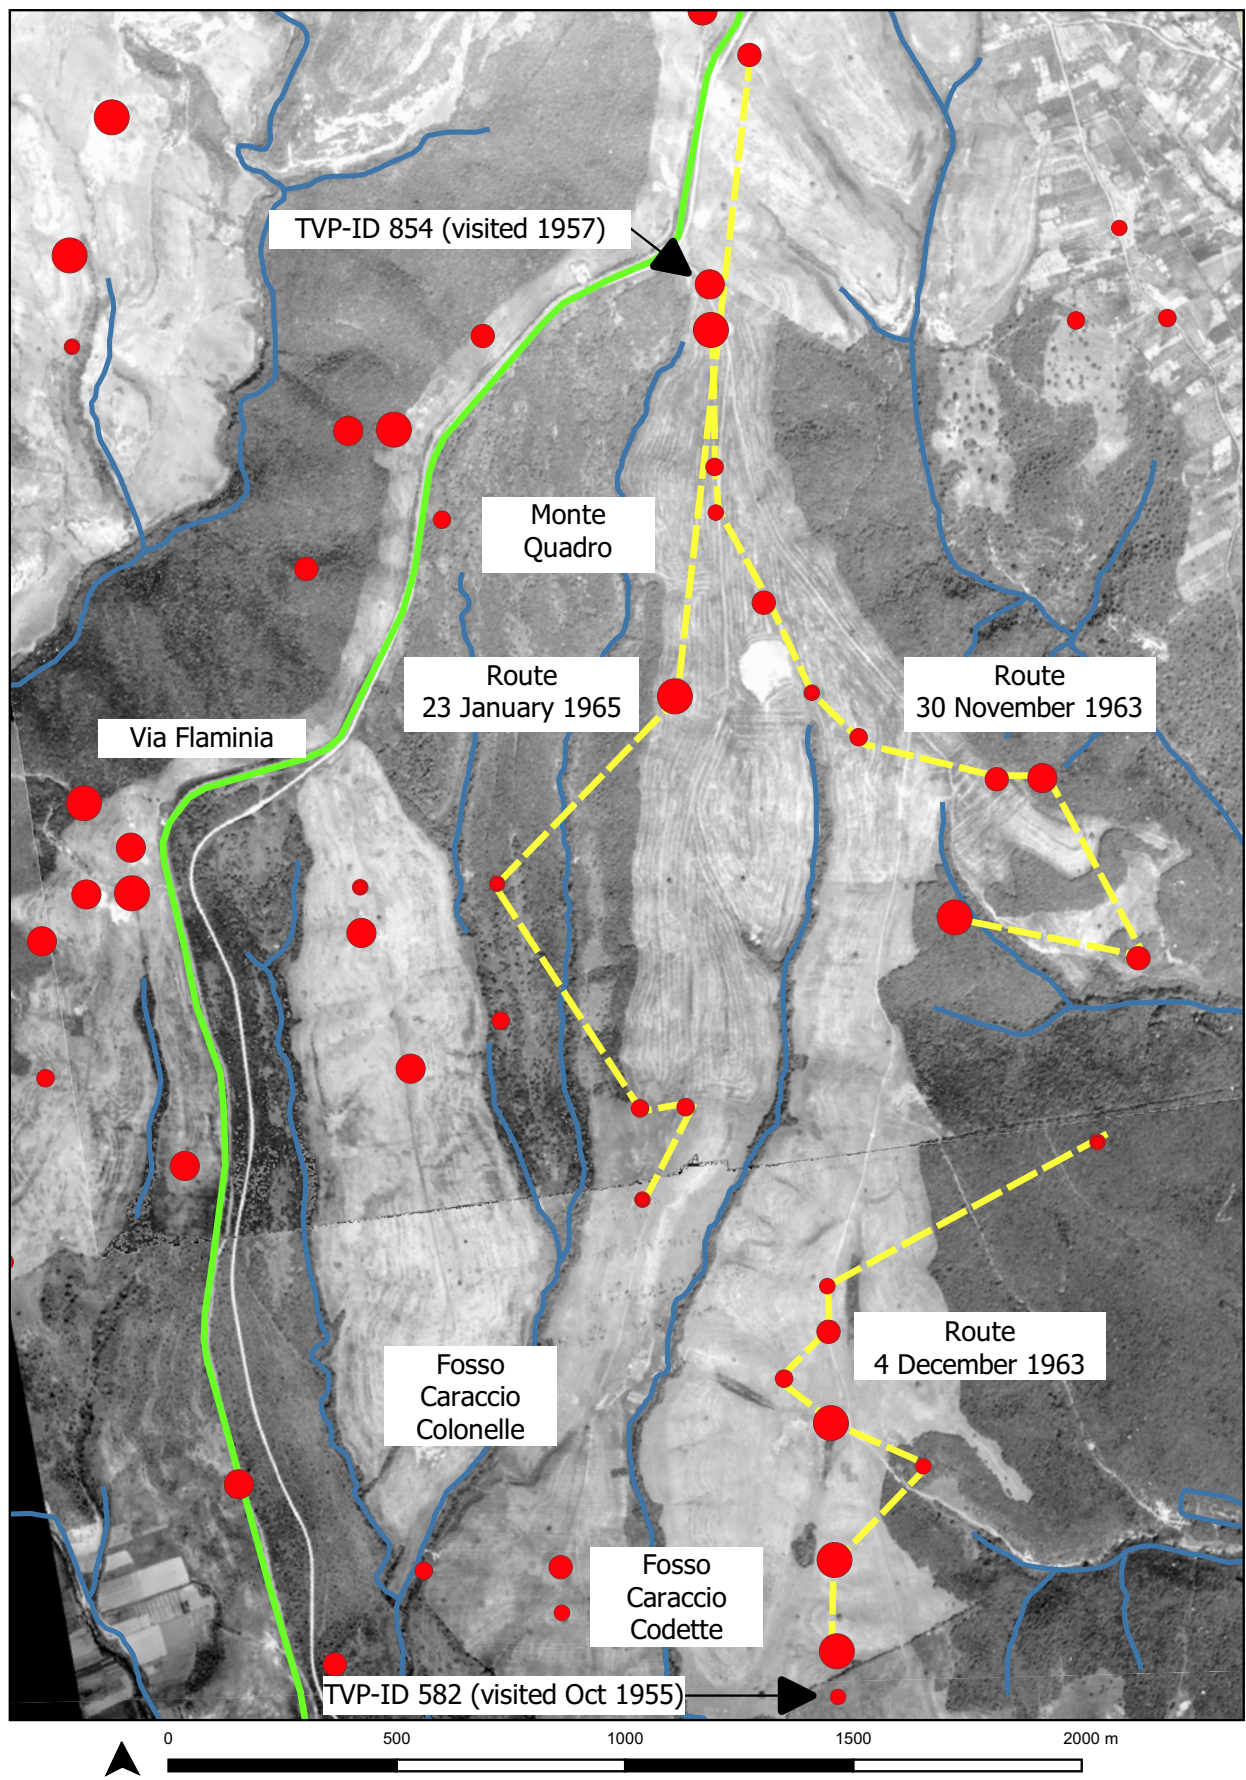 TVP-ID 854 (visited 1957)
Monte
Quadro
Route
23 January 1965
Route
30 November 1963
Via Flaminia
Route
4 December 1963
Fosso
Caraccio
Colonelle
Fosso
Caraccio
Codette
TVP-ID 582 (visited Oct 1955)
0 500 1000 1500 2000 m